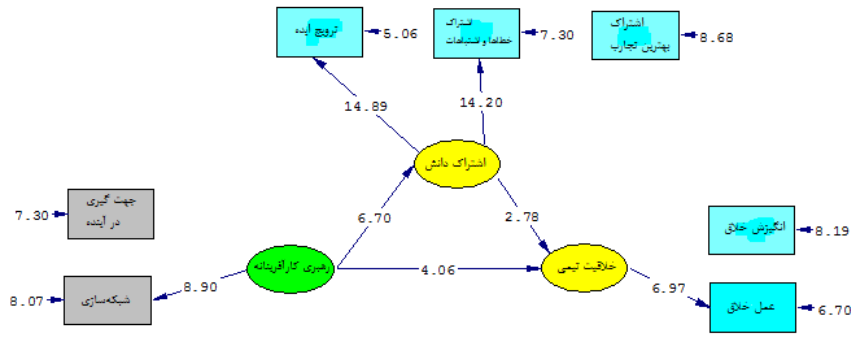 ترویج ایده
5.06
اشتراک
خطاها و اشتباهات
7.30
اشتراک
بهترین تجارب
8.68
14.89
14.20
اشتراک دانش
جهت گیری
در آینده
7.30
6.70
2.78
انگیزش خلاق
8.19
رهبری کارآفرینانه
4.06
خلاقیت تیمی
8.90
شبکه‌سازی
8.07
6.97
عمل خلاق
6.70